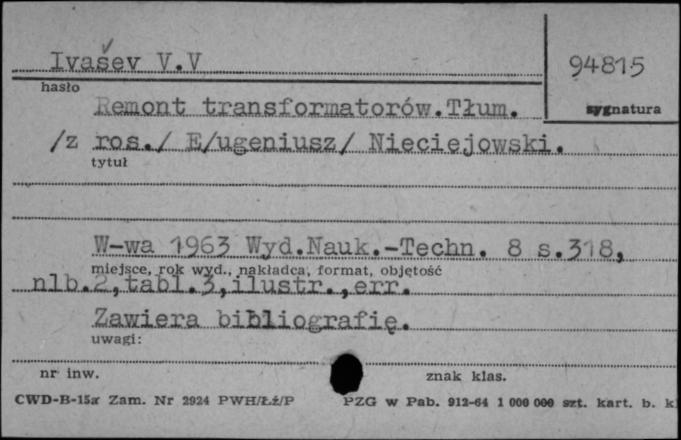 Ivašev V.V
94815
hasło
sygnatura
Remont transformatorów.Tłum.
/z ros./ E/ugeniusz/ Nieciejowski.
tytuł
W-wa 1963 Wyd.Nauk.-Techn. 8 s.318,
miejsce, rok wyd., nakładca, format, objętość
nlb.2,tabl.3,ilustr.,err.
Zawiera bibliografię.
uwagi:
nr inw.
znak klas.
CWD-B-15a Zam. Nr 2924 PWH/Łź/P PZG w Pab. 912-64 1 000 000 szt. kart. b. k